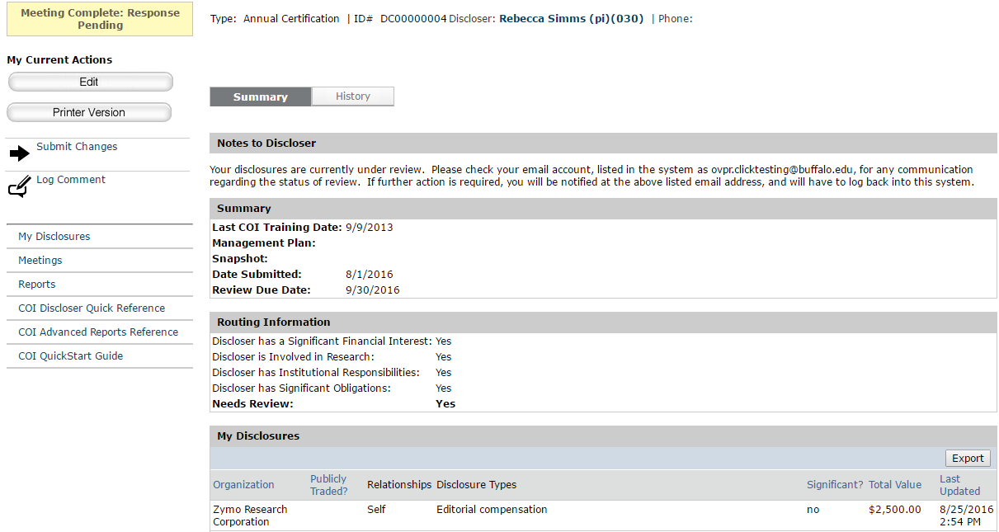 Meeting Complete: Response
Pending
Type: Annual Certification | ID# DC00000004 Discloser: Rebecca Simms (pi)(030) | Phone:
My Current Actions
Edit
Printer Version
Submit Changes
Log Comment
My Disclosures
Meetings
Reports
COI Discloser Quick Reference
COI Advanced Reports Reference
COI QuickStart Guide
Summary History
Notes to Discloser
Your disclosures are currently under review. Please check your email account, listed in the system as ovpr.clicktesting@buffalo.edu, for any communication
regarding the status of review. If further action is required, you will be notified at the above listed email address, and will have to log back into this system.
Summary
Last COI Training Date: 9/9/2013
Management Plan:
Snapshot:
Date Submitted: 8/1/2016
Review Due Date: 9/30/2016
Routing Information
Discloser has a Significant Financial Interest: Yes
Discloser is Involved in Research: Yes
Discloser has Institutional Responsibilities: Yes
Discloser has Significant Obligations: Yes
Needs Review: Yes
My Disclosures
Export
Organization Publicly Traded? Relationships Disclosure Types Significant? Total Value Last Updated
Zymo Research Corporation Self Editorial compensation no $2,500.00 8/25/2016 2:54 PM